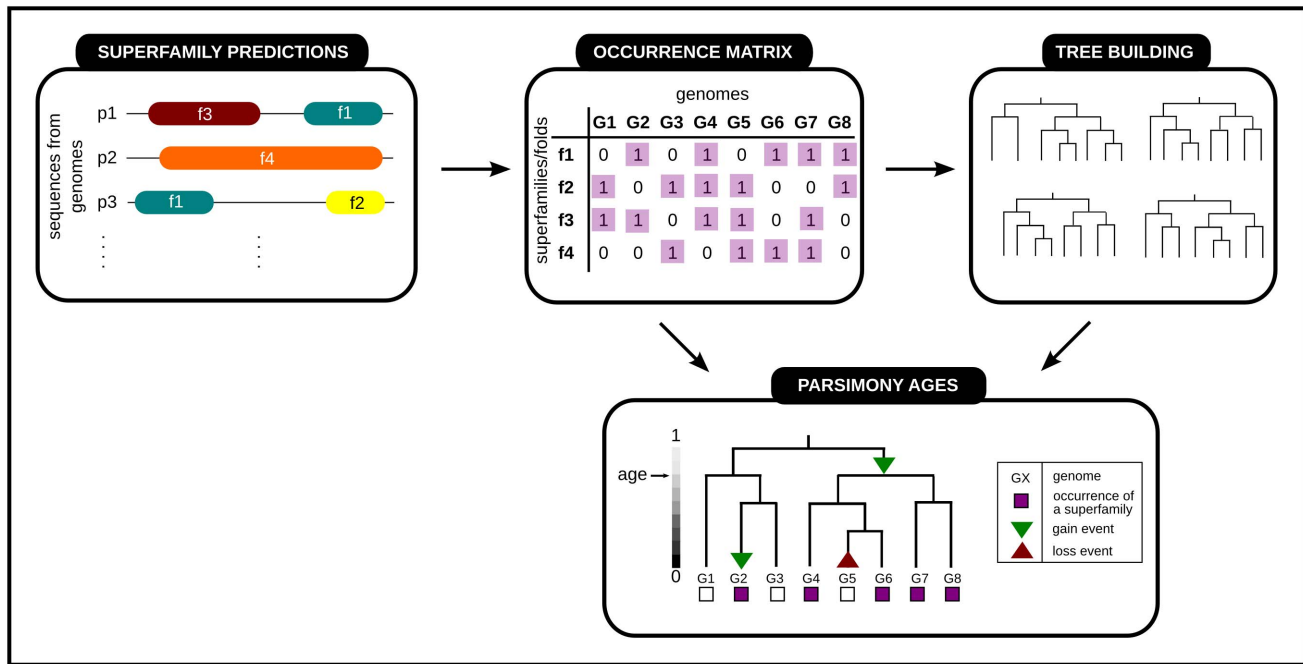 SUPERFAMILY PREDICTIONS
sequences from
genomes
p1 f3 f1
p2 f4
p3 f1 f2
OCCURRENCE MATRIX
genomes
superfamilies/folds
G1 G2 G3 G4 G5 G6 G7 G8
f1 0 1 0 1 0 1 1 1
f2 1 0 1 1 1 0 0 1
f3 1 1 0 1 1 0 1 0
f4 0 0 1 0 1 1 1 0
TREE BUILDING
PARSIMONY AGES
1
age
0
G1 G2 G3 G4 G5 G6 G7 G8
GX genome
occurrence of
a superfamily
gain event
loss event